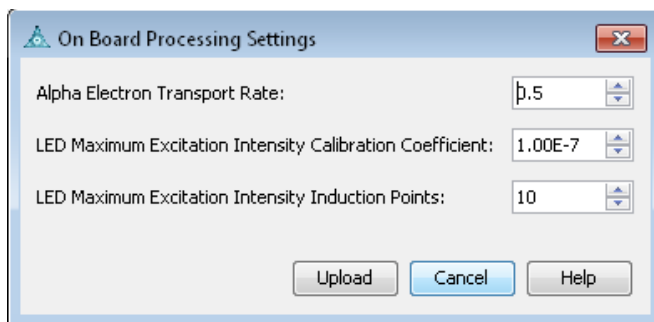 On Board Processing Settings
Alpha Electron Transport Rate: 0.5
LED Maximum Excitation Intensity Calibration Coefficient: 1.00E-7
LED Maximum Excitation Intensity Induction Points: 10
Upload Cancel Help